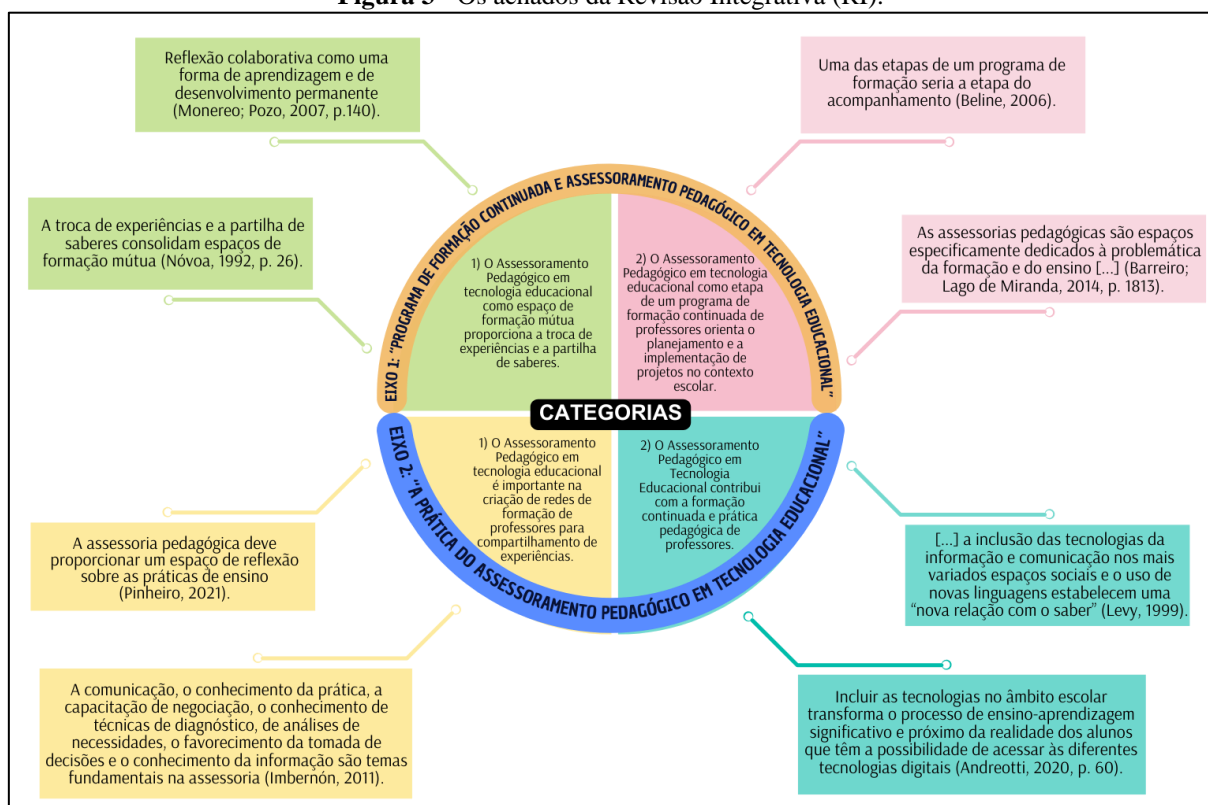 Figura 3 - Os achados da Revisão Integrativa (RI).
Reflexão colaborativa como uma
forma de aprendizagem e de
desenvolvimento permanente
(Monereo; Pozo, 2007, p.140).
Uma das etapas de um programa de
formação seria a etapa do
acompanhamento (Beline, 2006).
A troca de experiências e a partilha de
saberes consolidam espaços de
formação mútua (Nóvoa, 1992, p. 26).
As assessorias pedagógicas são espaços
especificamente dedicados à problemática
da formação e do ensino [...] (Barreiro;
Lago de Miranda, 2014, p. 1813).
EIXO 1: "PROGRAMA DE FORMAÇÃO CONTINUADA E ASSESSORAMENTO PEDAGÓGICO EM TECNOLOGIA EDUCACIONAL"
1) O Assessoramento
Pedagógico em
tecnologia educacional
como espaço de
formação mútua
proporciona a troca de
experiências e a partilha
de saberes.
2) O Assessoramento
Pedagógico em tecnologia
educacional como etapa
de um programa de
formação continuada de
professores orienta o
planejamento e a
implementação de
projetos no contexto
escolar.
CATEGORIAS
1) O Assessoramento
Pedagógico em
tecnologia educacional
é importante na
criação de redes de
formação de
professores para
compartilhamento de
experiências.
2) O Assessoramento
Pedagógico em
Tecnologia
Educacional contribui
com a formação
continuada e prática
pedagógica de
professores.
EIXO 2: "A PRÁTICA DO ASSESSORAMENTO PEDAGÓGICO EM TECNOLOGIA EDUCACIONAL"
A assessoria pedagógica deve
proporcionar um espaço de reflexão
sobre as práticas de ensino
(Pinheiro, 2021).
[...] a inclusão das tecnologias da
informação e comunicação nos mais
variados espaços sociais e o uso de
novas linguagens estabelecem uma
"nova relação com o saber" (Levy, 1999).
A comunicação, o conhecimento da prática, a
capacitação de negociação, o conhecimento
de técnicas de diagnóstico, de análises de
necessidades, o favorecimento da tomada de
decisões e o conhecimento da informação são temas
fundamentais na assessoria (Imbernón, 2011).
Incluir as tecnologias no âmbito escolar
transforma o processo de ensino-aprendizagem
significativo e próximo da realidade dos alunos
que têm a possibilidade de acessar às diferentes
tecnologias digitais (Andreotti, 2020, p. 60).